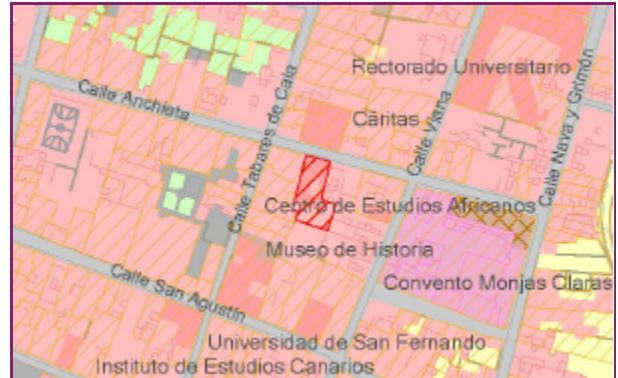 Rectorado Universitario
Calle Anchieta
Calle Tabares de Cala
Cáritas
Calle Viana
Calle Nava y Grimón
Centro de Estudios Africanos
Museo de Historia
Convento Monjas Claras
Calle San Agustín
Universidad de San Fernando
Instituto de Estudios Canarios